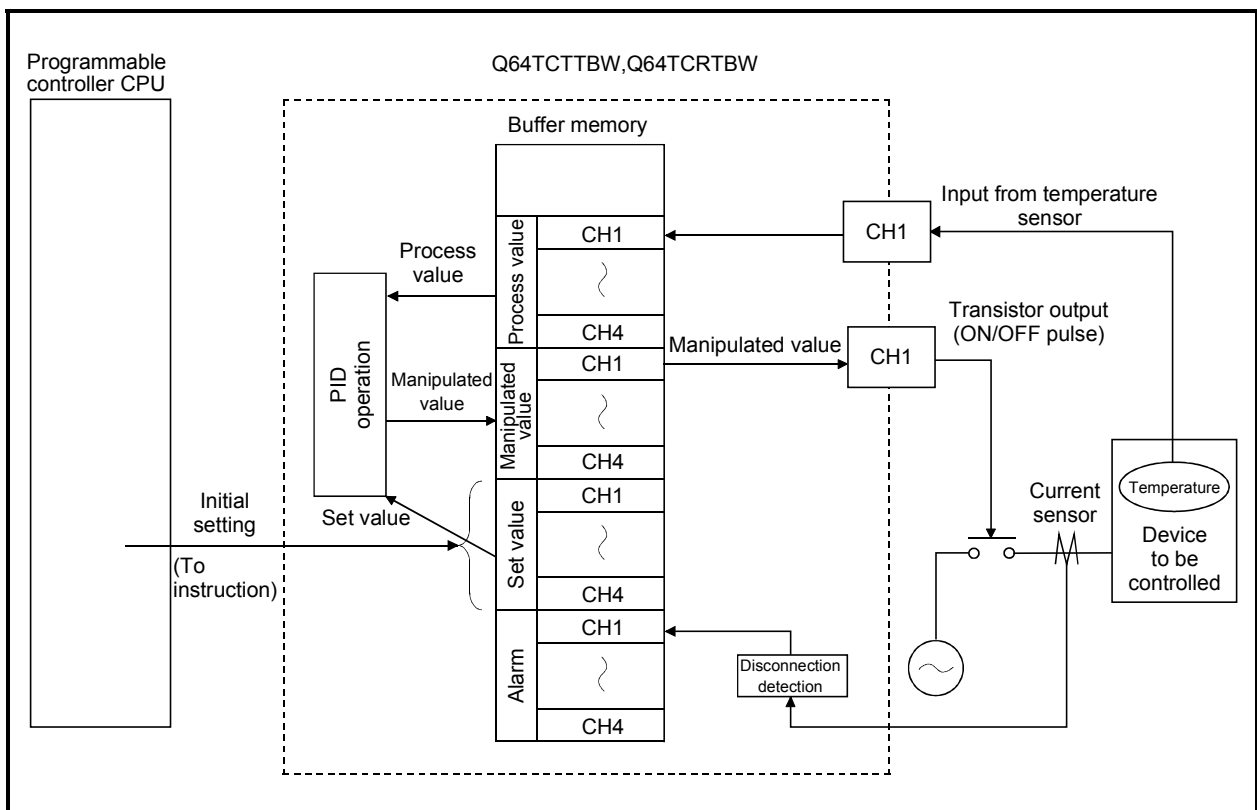 Programmable
controller CPU
Q64TCTTBW,Q64TCRTBW
Buffer memory
Process value
CH1
CH4
Manipulated
value
CH1
CH4
Set value
CH1
CH4
Alarm
CH1
CH4
Process
value
PID
operation
Manipulated
value
Set value
Initial
setting
(To
instruction)
CH1
Input from temperature
sensor
Manipulated value
CH1
Transistor output
(ON/OFF pulse)
Current
sensor
Temperature
Device
to be
controlled
Disconnection
detection